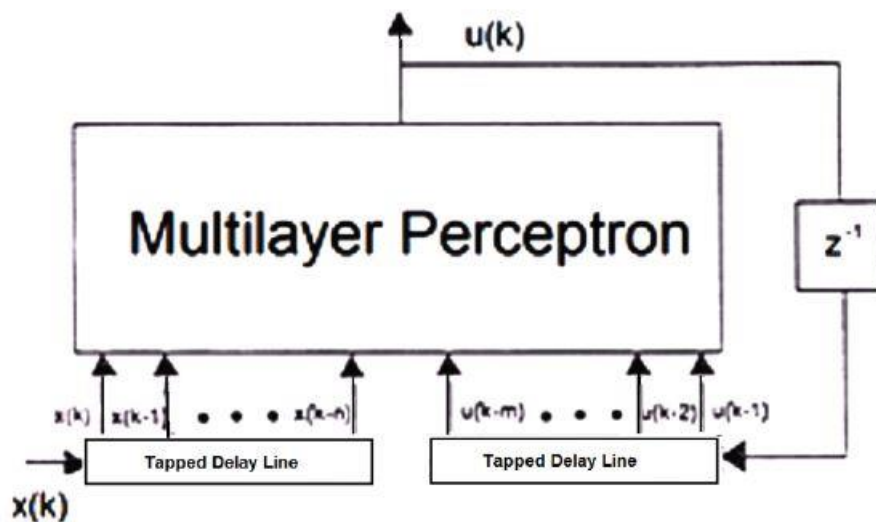 u(k)
Multilayer Perceptron
z⁻¹
x(k) x(k-1) • • • x(k-n) u(k-m) • • • u(k-2) u(k-1)
Tapped Delay Line Tapped Delay Line
x(k)